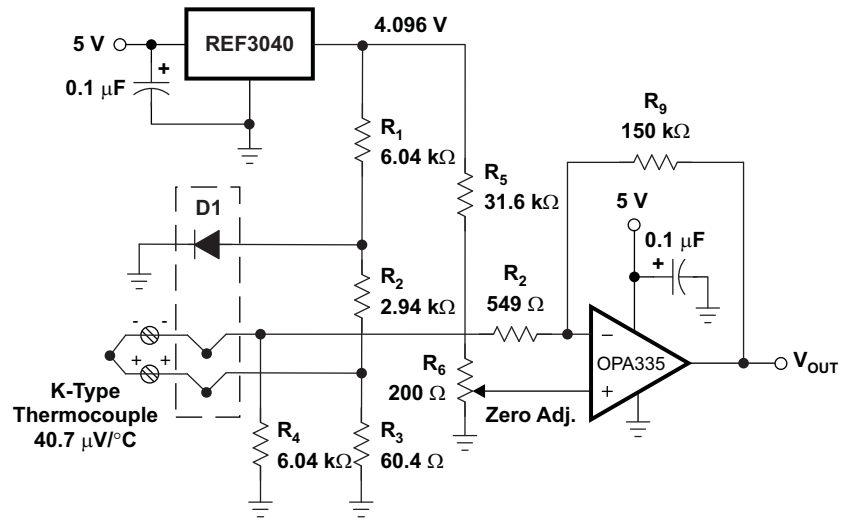 5 V
REF3040
4.096 V
0.1 μF
+
R1
6.04 kΩ
R9
150 kΩ
D1
R5
31.6 kΩ
5 V
0.1 μF
+
R2
2.94 kΩ
R2
549 Ω
- -
+ +
−
OPA335
+
VOUT
R6
200 Ω
Zero Adj.
K-Type
Thermocouple
40.7 μV/°C
R4
6.04 kΩ
R3
60.4 Ω